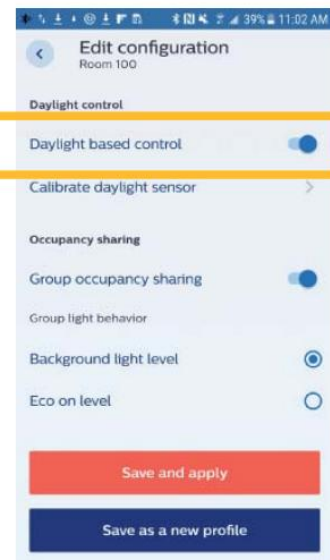 39% 11:02 AM
Edit configuration
Room 100
Daylight control
Daylight based control
Calibrate daylight sensor
Occupancy sharing
Group occupancy sharing
Group light behavior
Background light level
Eco on level
Save and apply
Save as a new profile